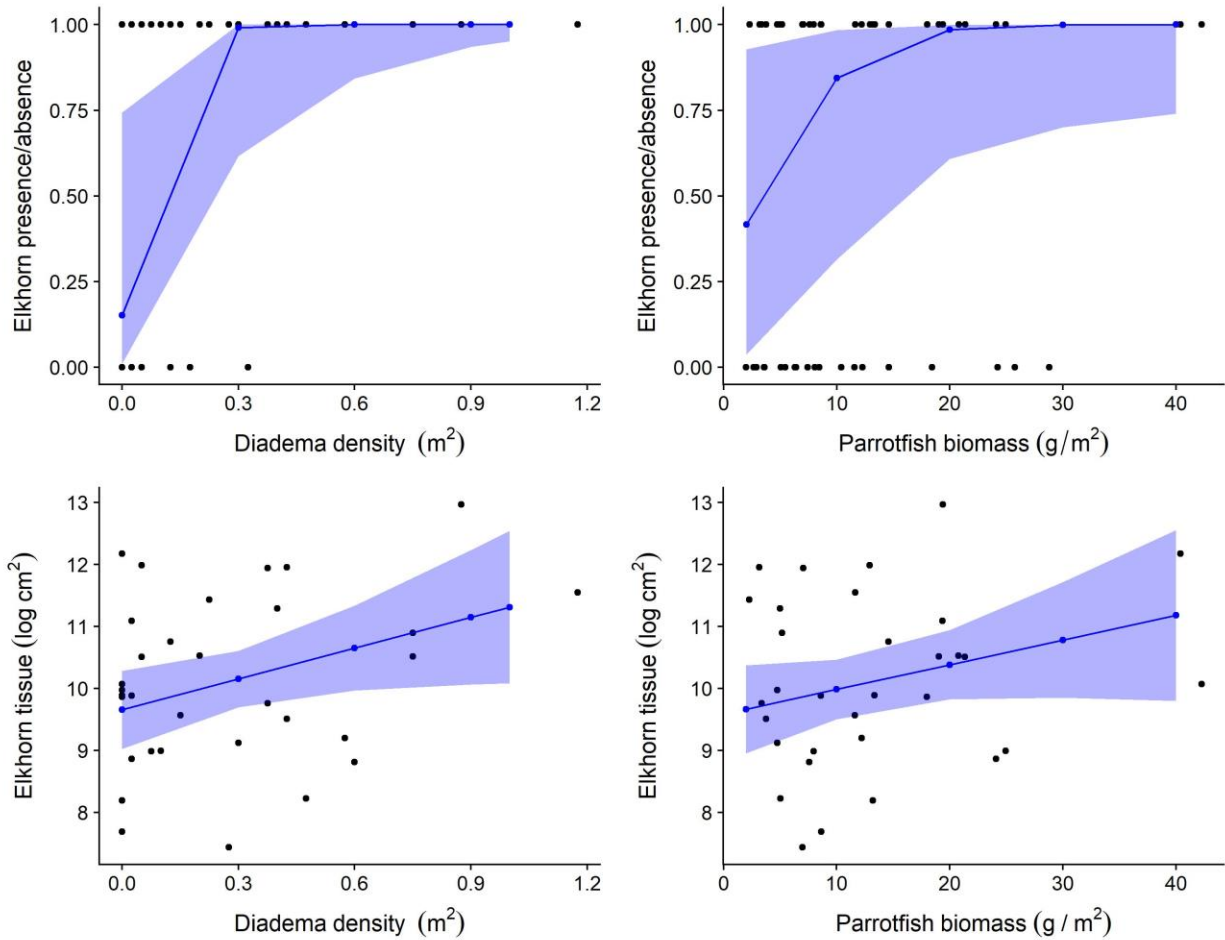 1.00
0.75
0.50
0.25
0.00
Elkhorn presence/absence
0.0 0.3 0.6 0.9 1.2
Diadema density (m²)
1.00
0.75
0.50
0.25
0.00
Elkhorn presence/absence
0 10 20 30 40
Parrotfish biomass (g/m²)
13
12
11
10
9
8
Elkhorn tissue (log cm²)
0.0 0.3 0.6 0.9 1.2
Diadema density (m²)
13
12
11
10
9
8
Elkhorn tissue (log cm²)
0 10 20 30 40
Parrotfish biomass (g / m²)